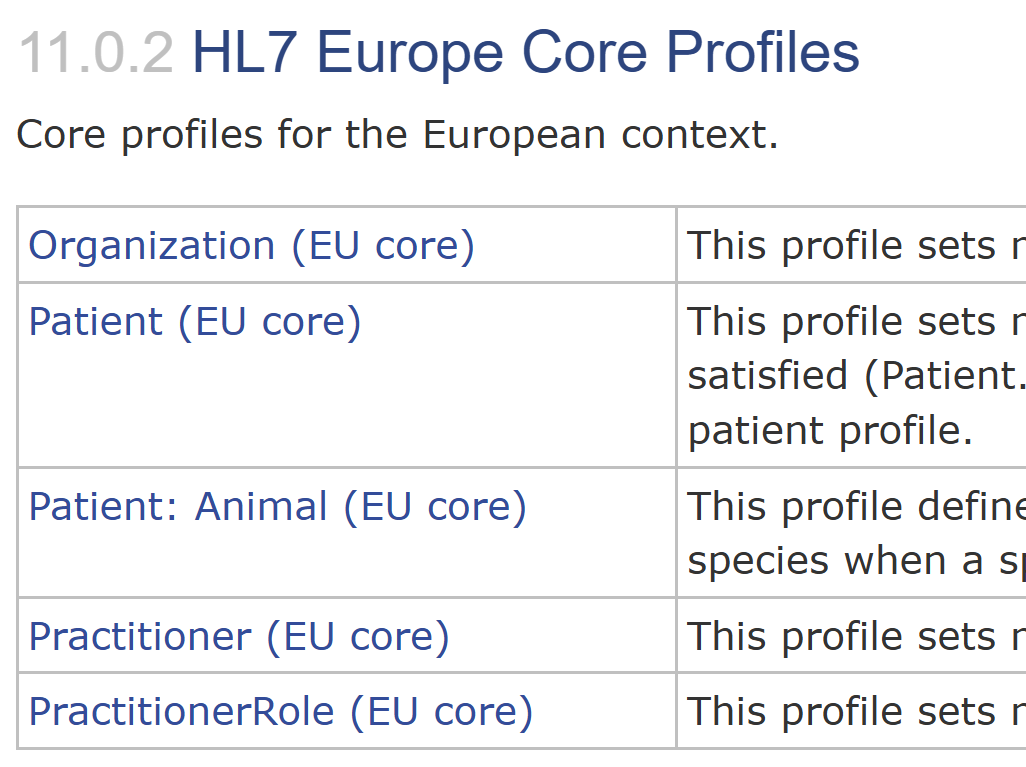 11.0.2 HL7 Europe Core Profiles
Core profiles for the European context.
Organization (EU core)
This profile sets
Patient (EU core)
This profile sets
satisfied (Patient.
patient profile.
Patient: Animal (EU core)
This profile
species when a
Practitioner (EU core)
This profile sets
PractitionerRole (EU core)
This profile sets